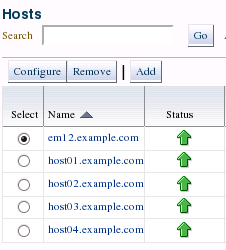 Hosts
Search Go
Configure Remove Add
Select Name Status
em12.example.com
host01.example.com
host02.example.com
host03.example.com
host04.example.com